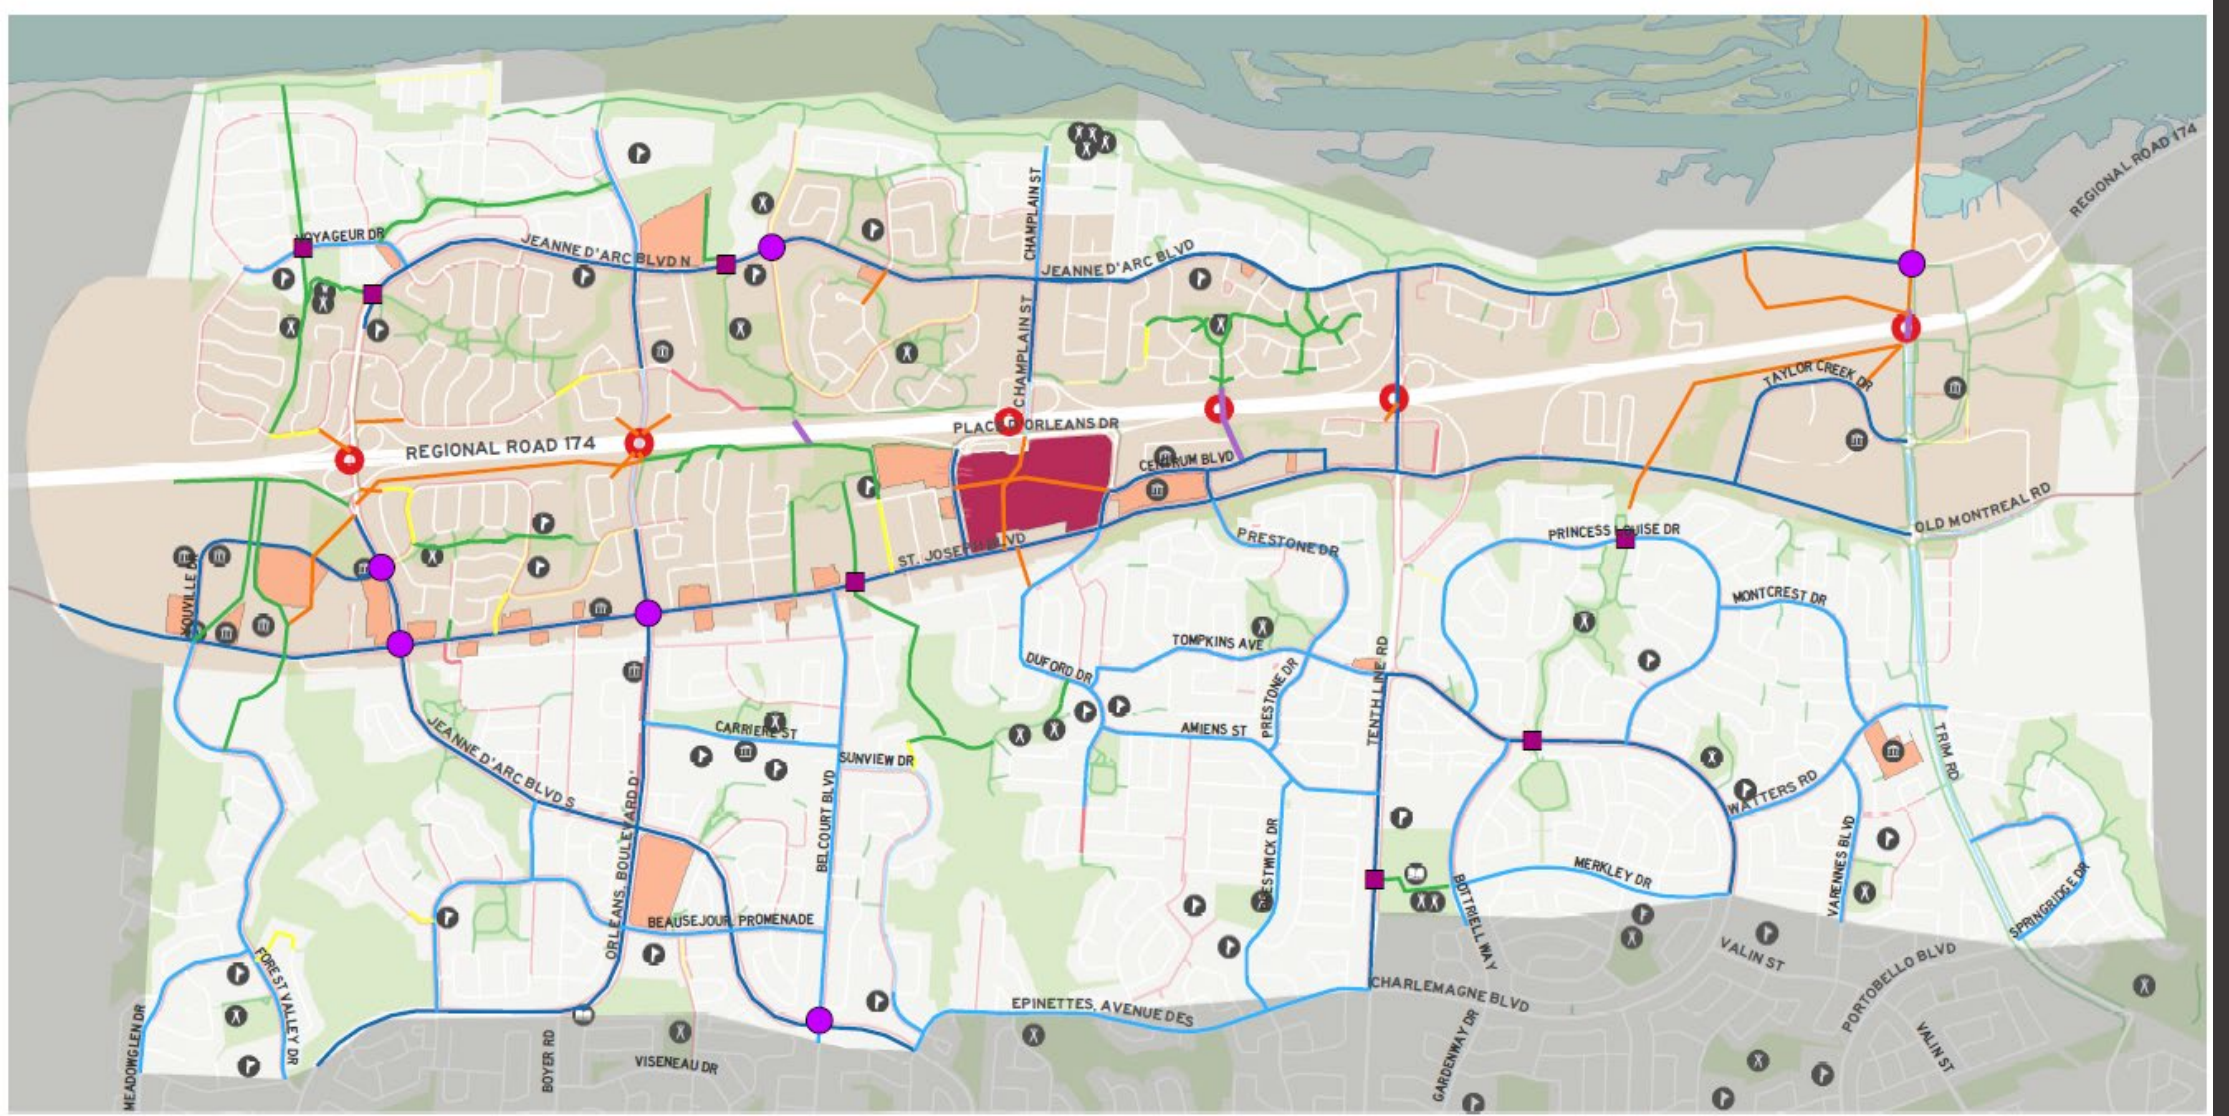 REGIONAL ROAD 174
CHAMPLAIN ST
VOYAGEUR DR
JEANNE D'ARC BLVD N
JEANNE D'ARC BLVD
CHAMPLAIN ST
TAYLOR CREEK DR
PLACE D'ORLEANS DR
REGIONAL ROAD 174
CENTRUM BLVD
OLD MONTREAL RD
PRINCESS LOUISE DR
PRESTONE DR
ST. JOSEPH BLVD
MONTCREST DR
TOMPKINS AVE
DUFORD DR
PRESTONE DR
TENTH LINE RD
AMIENS ST
CARRIERE ST
SUNVIEW DR
JEANNE D'ARC BLVD S
TRIM RD
WATTERS RD
BELCOURT BLVD
ORLEANS, BOULEVARD D'
PRESTWICK DR
VARENNES BLVD
MERKLEY DR
BEAUSEJOUR PROMENADE
BOTTRIELL WAY
SPRINGRIDGE DR
VALIN ST
PORTOBELLO BLVD
FOREST VALLEY DR
CHARLEMAGNE BLVD
EPINETTES, AVENUE DES
MEADOWGLEN DR
BOYER RD
VISENEAU DR
GARDENWAY DR
VALIN ST